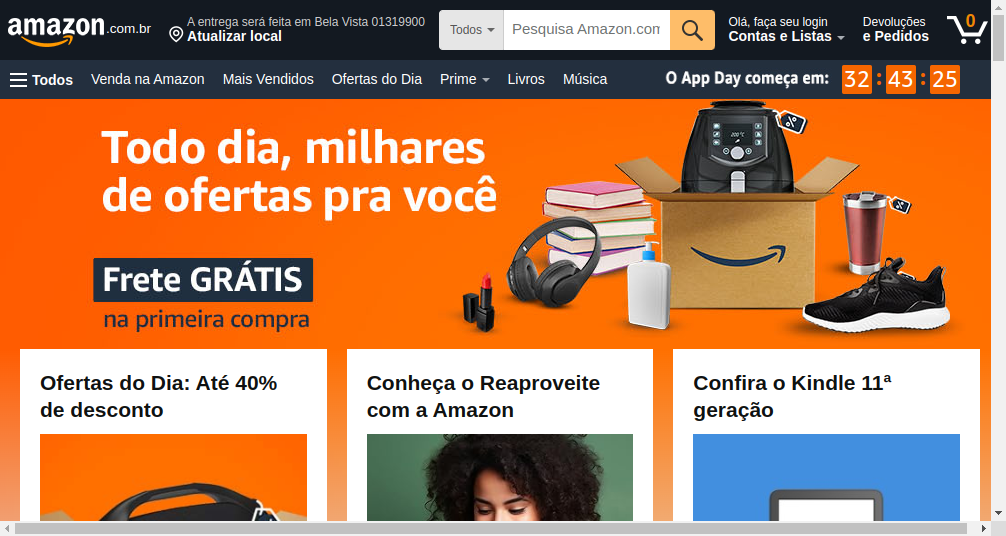 amazon.com.br
A entrega será feita em Bela Vista 01319900
Atualizar local
Todos
Pesquisa Amazon.com
Olá, faça seu login
Contas e Listas
Devoluções
e Pedidos
0
Todos
Venda na Amazon
Mais Vendidos
Ofertas do Dia
Prime
Livros
Música
O App Day começa em: 32:43:25
Todo dia, milhares
de ofertas pra você
Frete GRÁTIS
na primeira compra
200°C
%
%
Ofertas do Dia: Até 40%
de desconto
Conheça o Reaproveite
com a Amazon
Confira o Kindle 11ª
geração